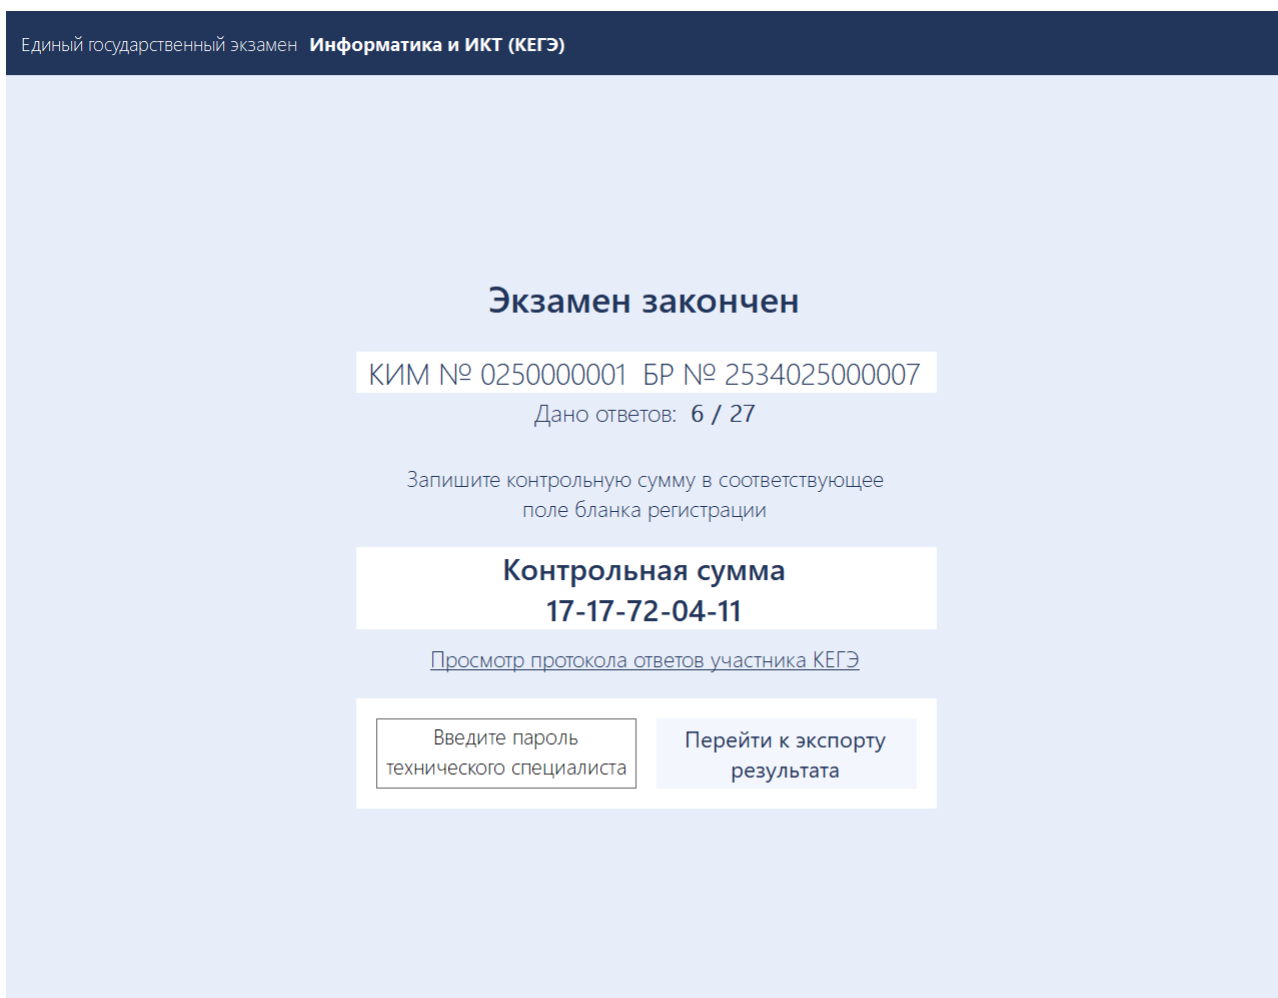 Единый государственный экзамен Информатика и ИКТ (КЕГЭ)
Экзамен закончен
КИМ № 0250000001 БР № 2534025000007
Дано ответов: 6 / 27
Запишите контрольную сумму в соответствующее
поле бланка регистрации
Контрольная сумма
17-17-72-04-11
Просмотр протокола ответов участника КЕГЭ
Введите пароль
технического специалиста
Перейти к экспорту
результата